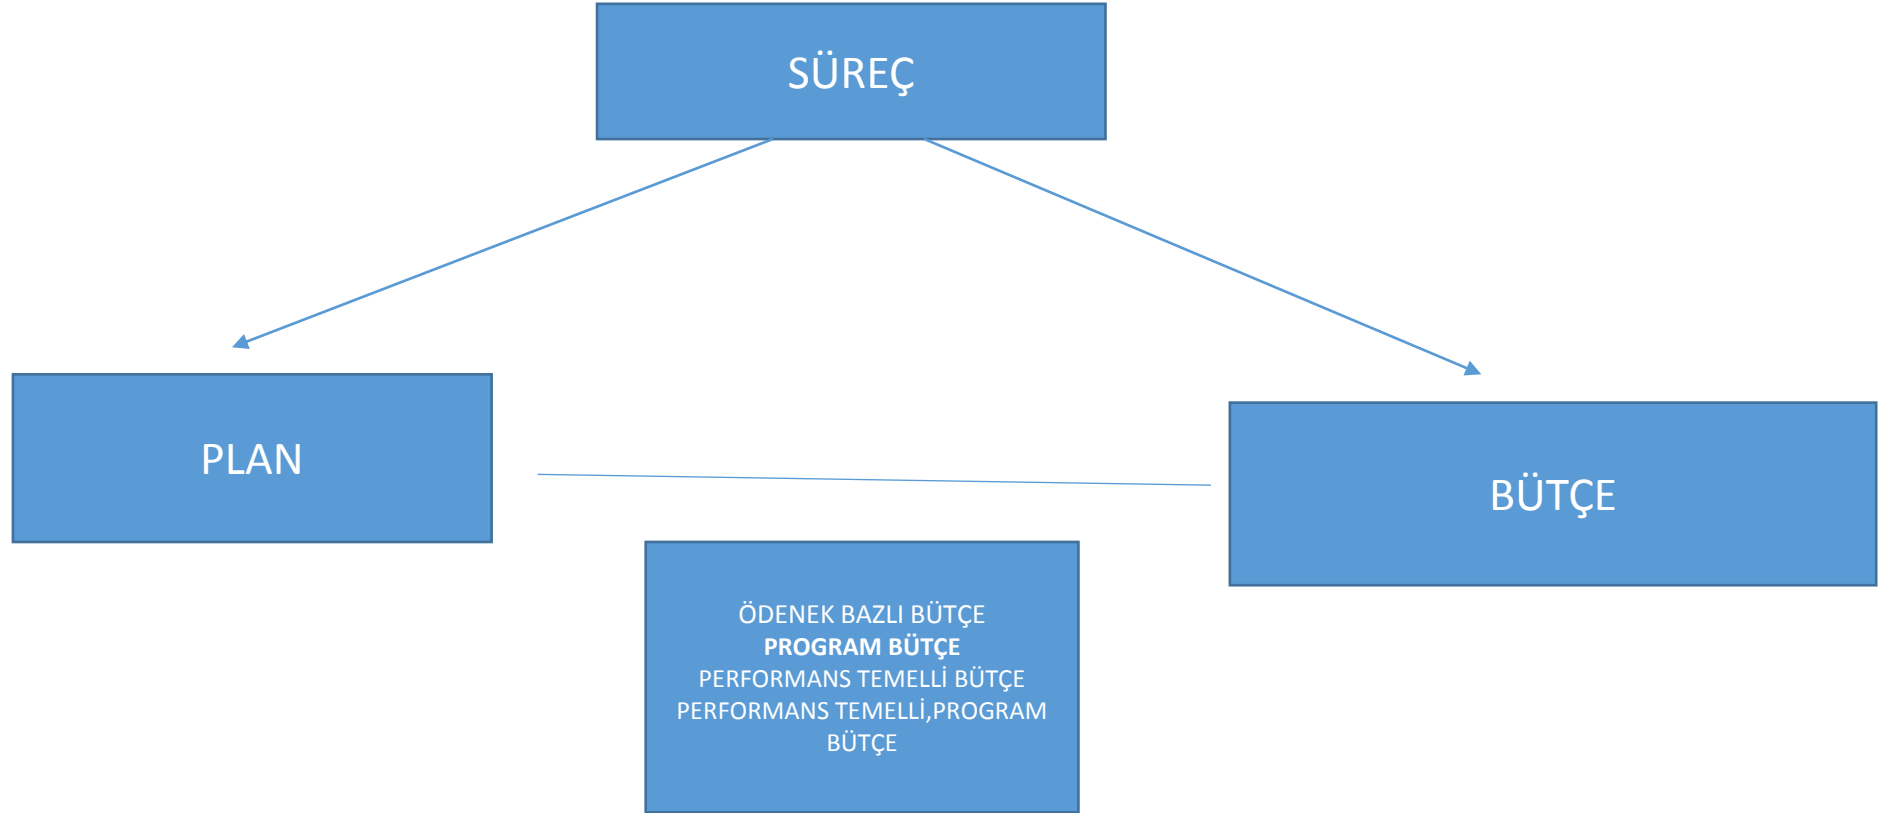 SÜREÇ
PLAN
BÜTÇE
ÖDENEK BAZLI BÜTÇE
PROGRAM BÜTÇE
PERFORMANS TEMELLİ BÜTÇE
PERFORMANS TEMELLİ,PROGRAM
BÜTÇE